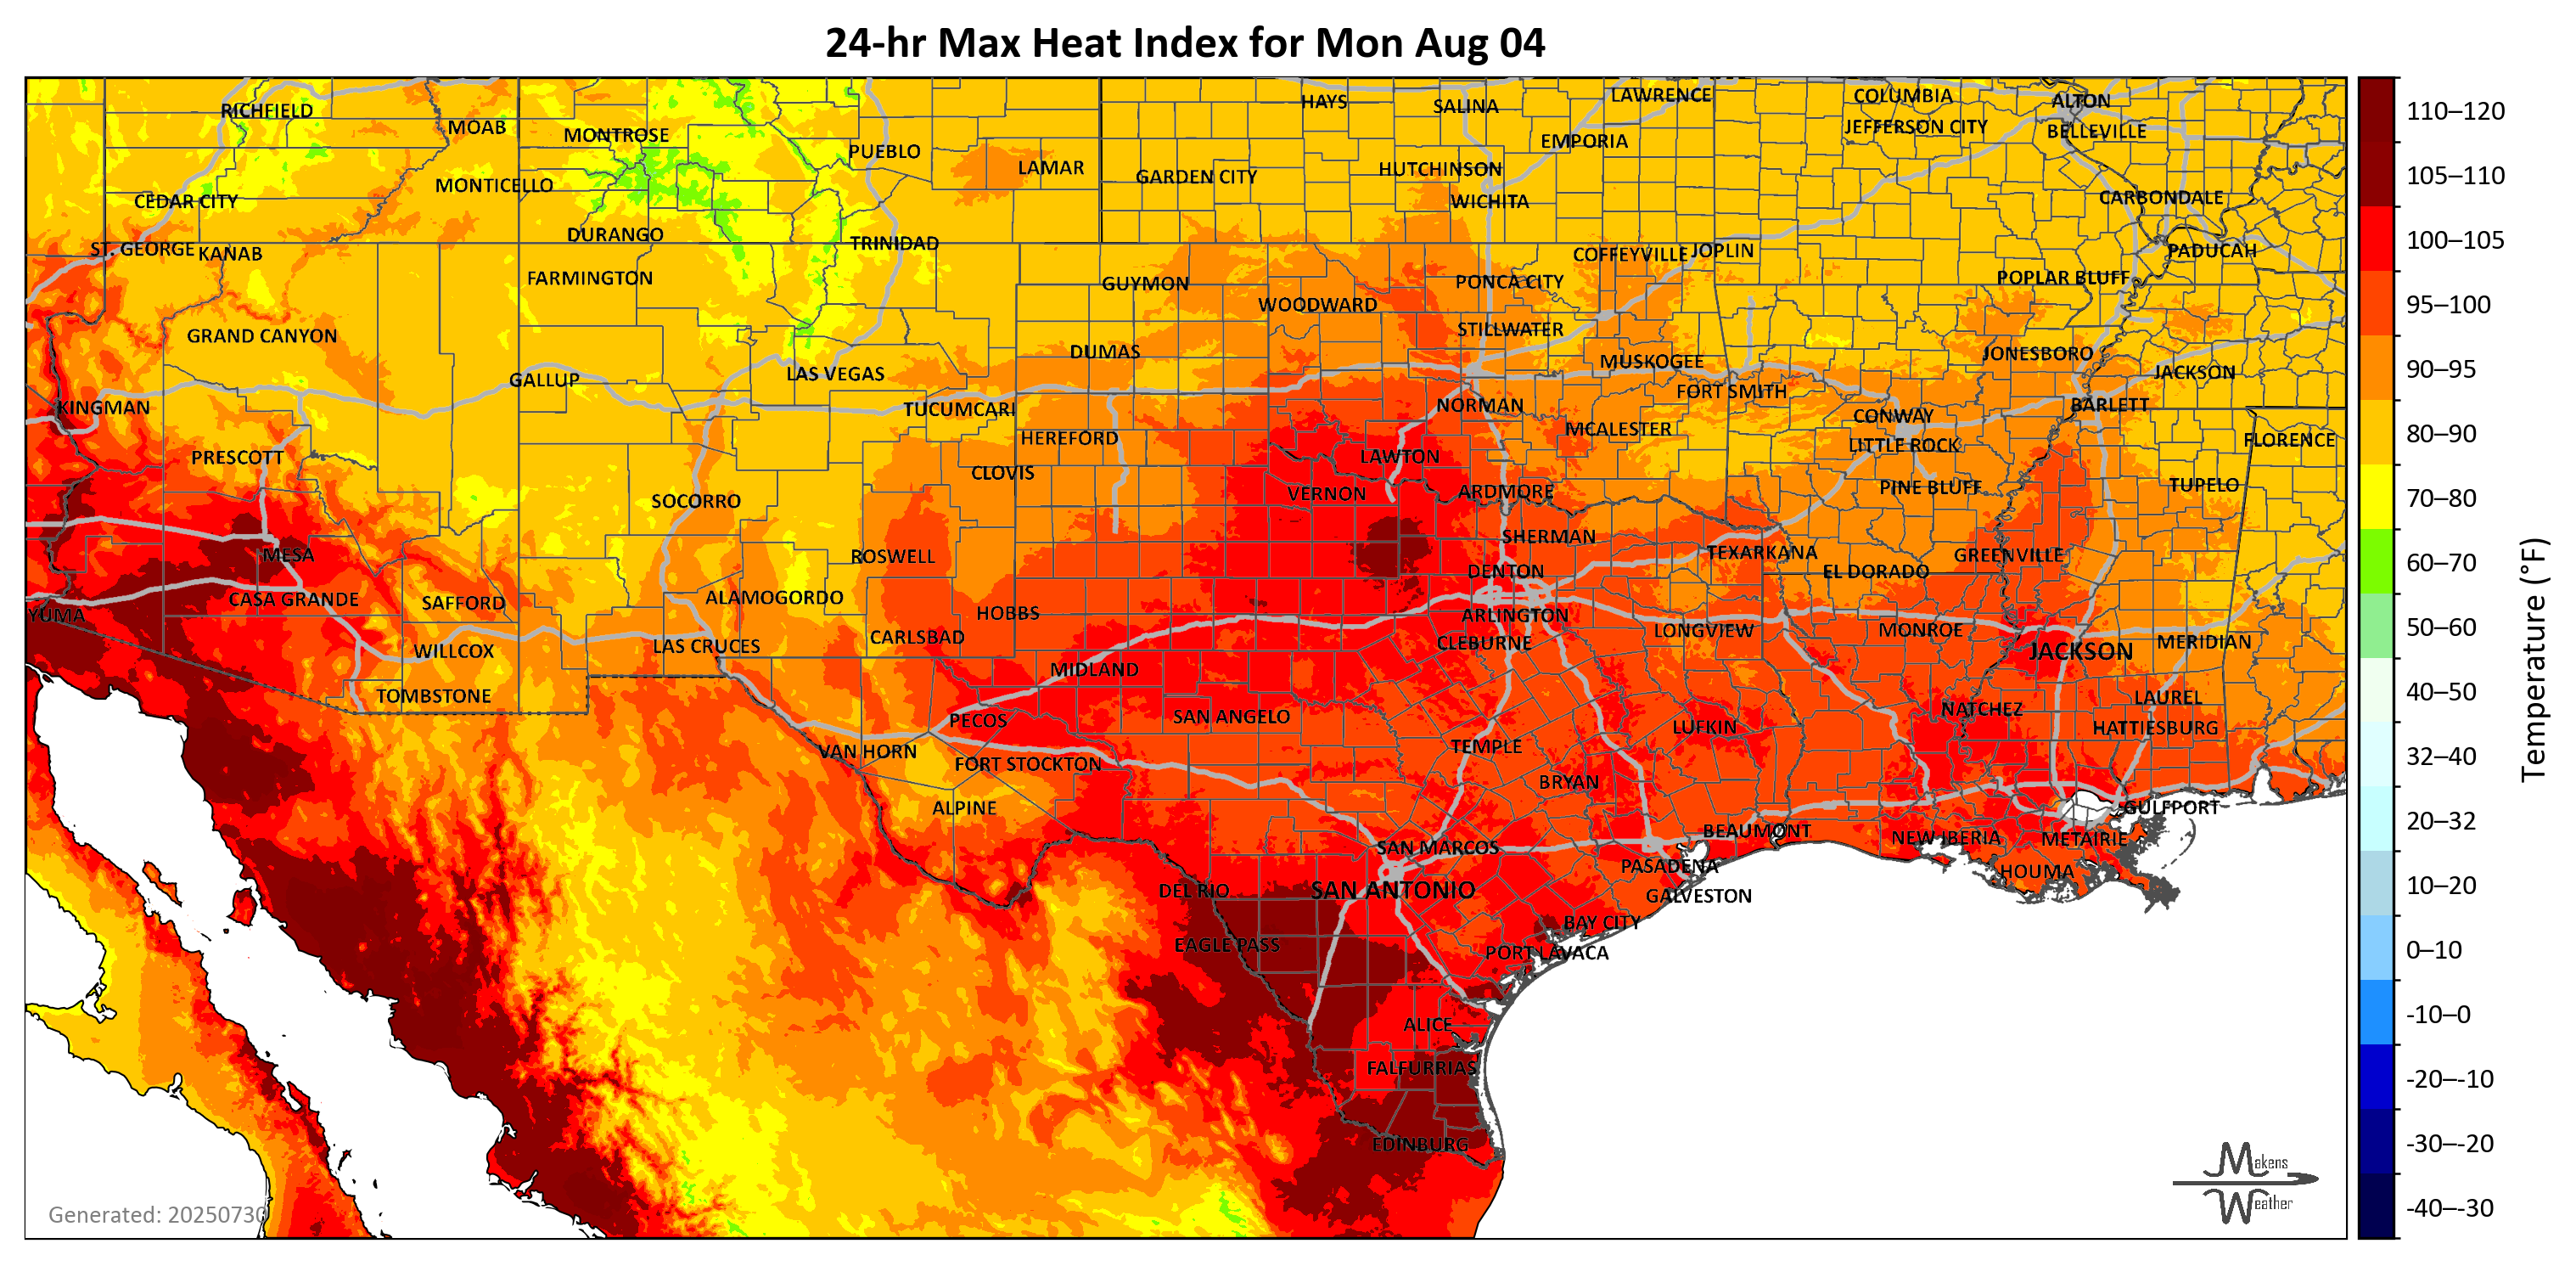 24-hr Max Heat Index for Mon Aug 04
RICHFIELD
MOAB
MONTROSE
PUEBLO
LAMAR
HAYS
SALINA
LAWRENCE
COLUMBIA
ALTON
JEFFERSON CITY
BELLEVILLE
EMPORIA
GARDEN CITY
HUTCHINSON
WICHITA
CEDAR CITY
MONTICELLO
CARBONDALE
DURANGO
TRINIDAD
ST. GEORGE
KANAB
COFFEYVILLE
JOPLIN
PADUCAH
FARMINGTON
GUYMON
PONCA CITY
POPLAR BLUFF
WOODWARD
GRAND CANYON
STILLWATER
DUMAS
MUSKOGEE
JONESBORO
GALLUP
LAS VEGAS
FORT SMITH
JACKSON
KINGMAN
TUCUMCARI
NORMAN
CONWAY
BARLETT
HEREFORD
MCALESTER
LITTLE ROCK
FLORENCE
PRESCOTT
CLOVIS
LAWTON
SOCORRO
VERNON
ARDMORE
PINE BLUFF
TUPELO
MESA
ROSWELL
SHERMAN
TEXARKANA
GREENVILLE
DENTON
EL DORADO
YUMA
CASA GRANDE
SAFFORD
ALAMOGORDO
HOBBS
ARLINGTON
WILLCOX
LAS CRUCES
CARLSBAD
CLEBURNE
LONGVIEW
MONROE
JACKSON
MERIDIAN
MIDLAND
TOMBSTONE
PECOS
SAN ANGELO
LUFKIN
NATCHEZ
LAUREL
HATTIESBURG
VAN HORN
FORT STOCKTON
TEMPLE
BRYAN
ALPINE
GULFPORT
SAN MARCOS
BEAUMONT
NEW IBERIA
METAIRIE
PASADENA
HOUMA
DEL RIO
SAN ANTONIO
GALVESTON
BAY CITY
EAGLE PASS
PORT LAVACA
ALICE
FALFURRIAS
EDINBURG
Generated: 20250730
Makens
Weather
110–120
105–110
100–105
95–100
90–95
80–90
70–80
60–70
50–60
40–50
32–40
20–32
10–20
0–10
-10–0
-20–-10
-30–-20
-40–-30
Temperature (°F)